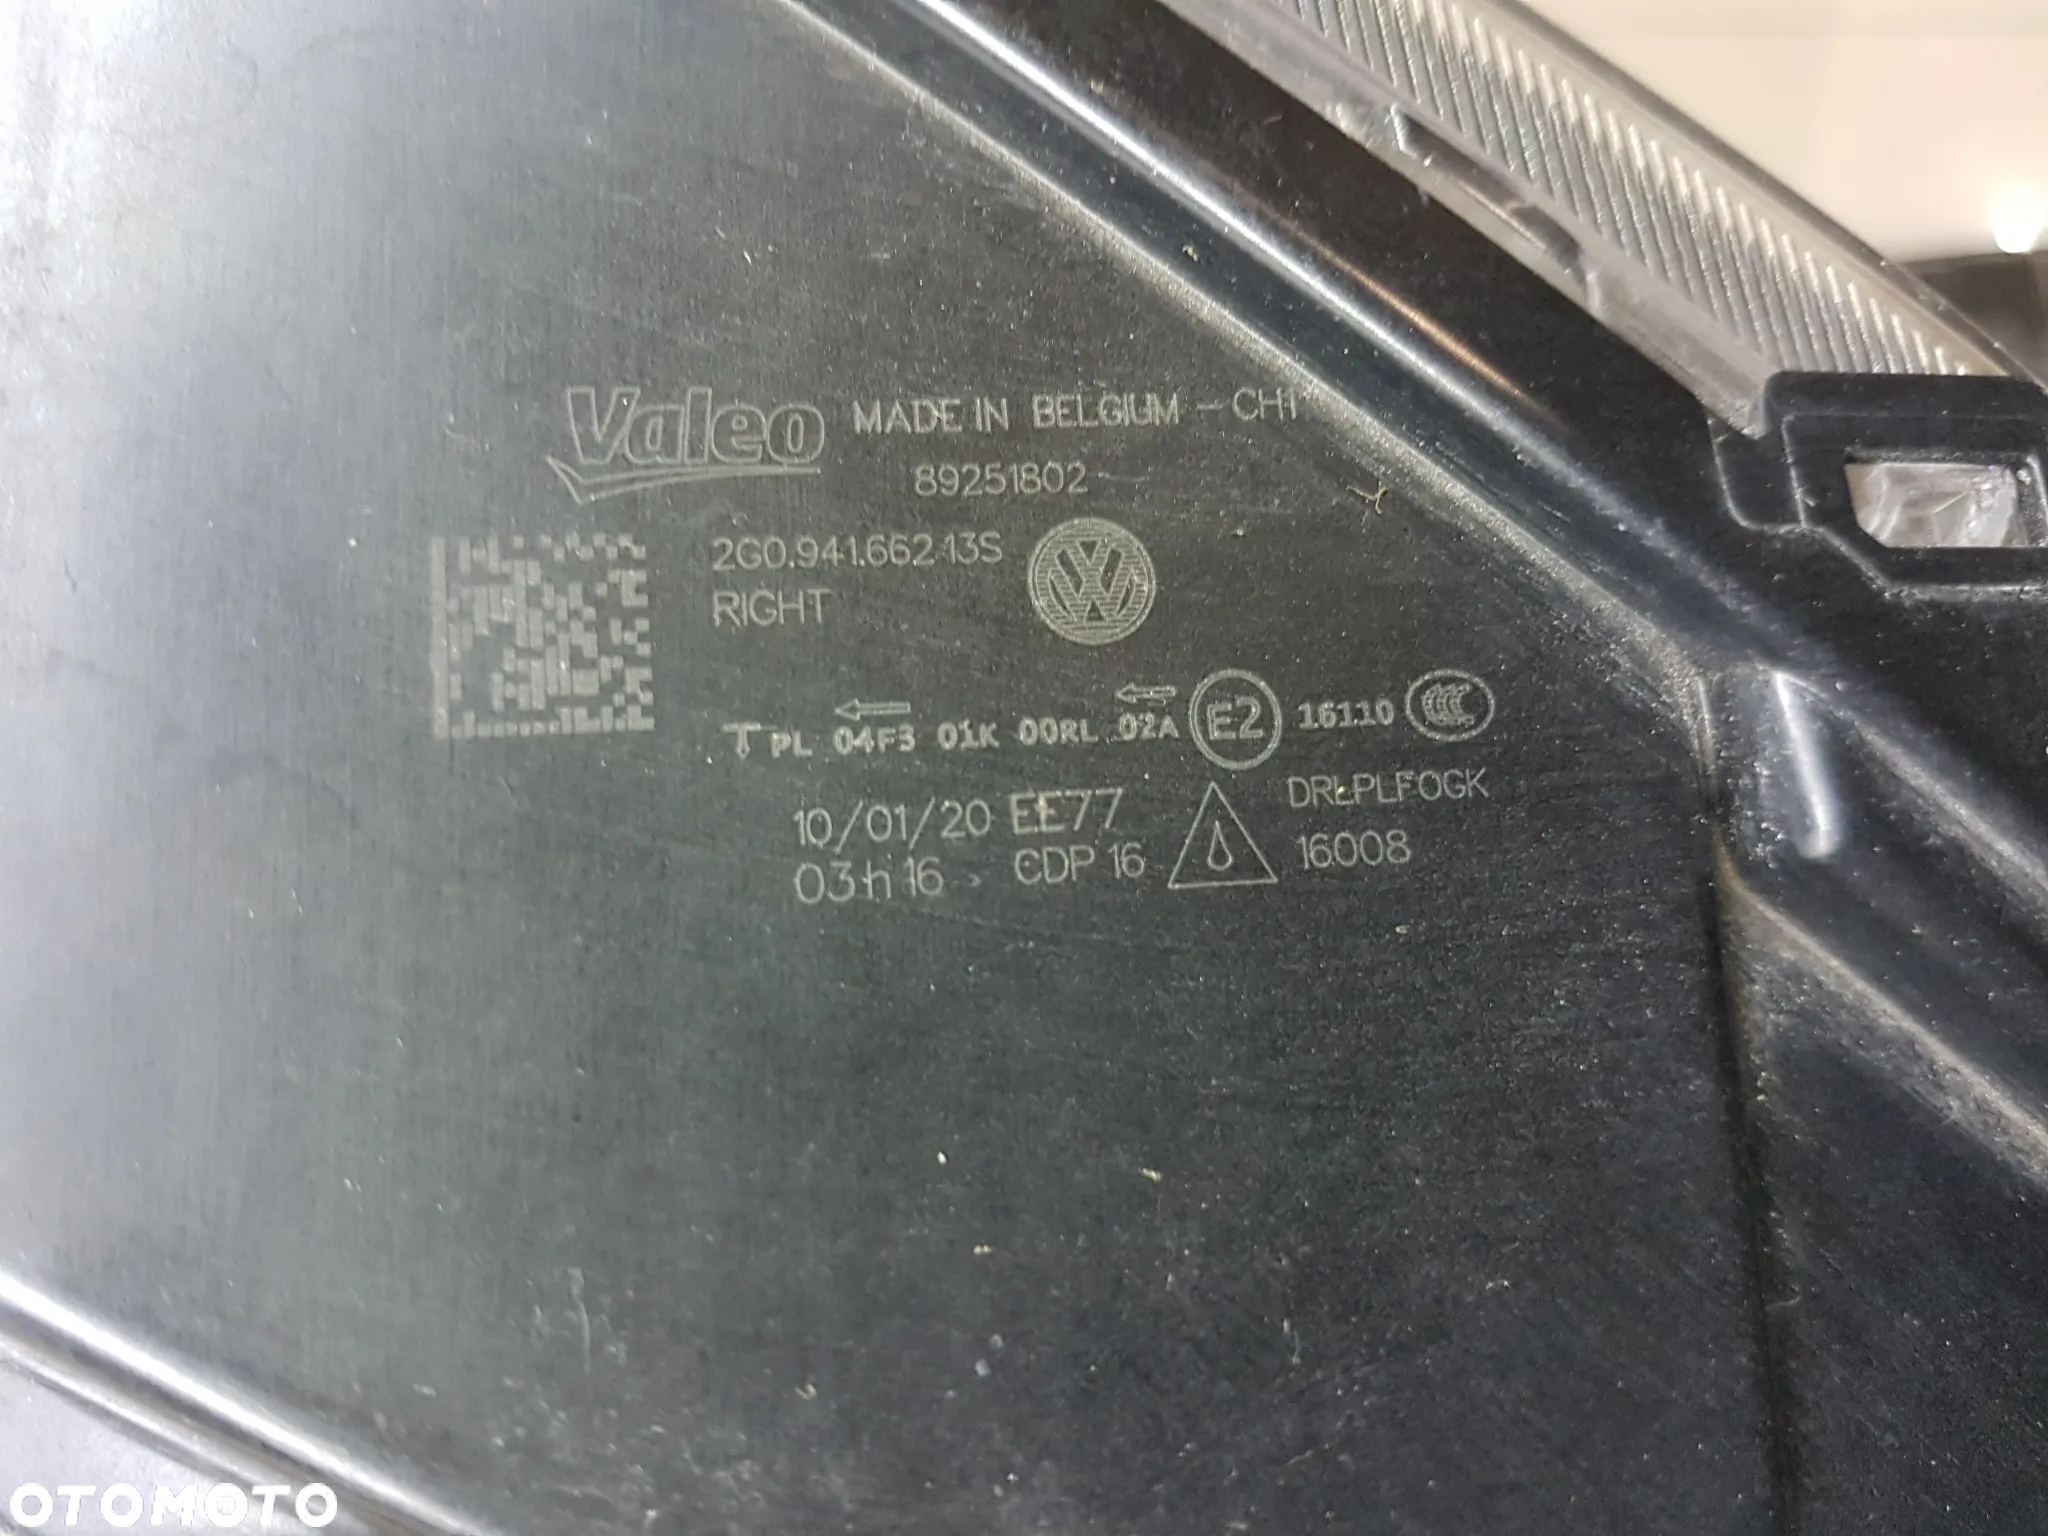 Valeo MADE IN BELGIUM - CH1
89251802
2G0.941.662 13S
RIGHT
PL 04F3 01K 00RL 02A E2 16110 CCC
10/01/20 EE77 DRLPLFOGK
03h16 CDP 16 16008
OTOMOTO